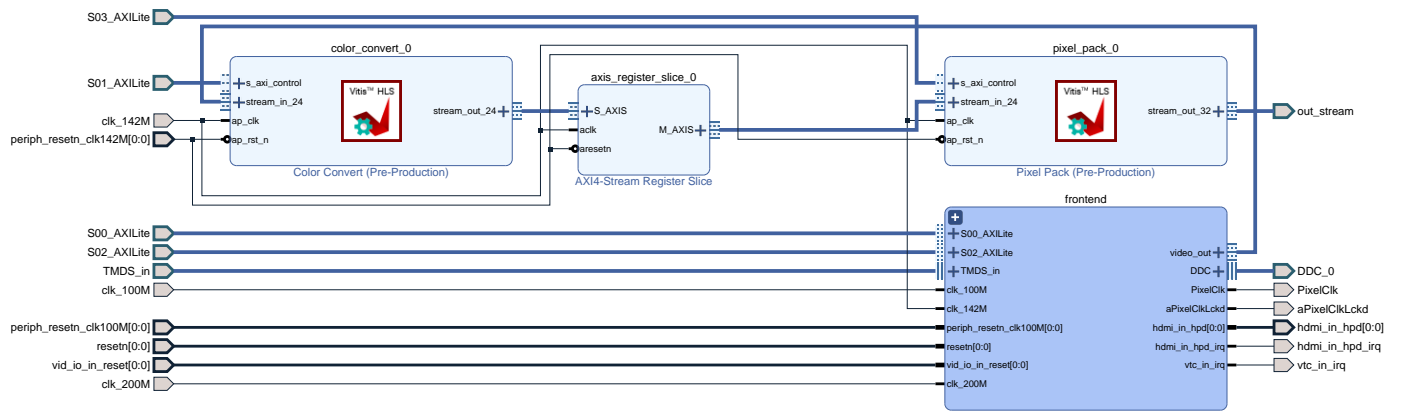 S03_AXILite
S01_AXILite
clk_142M
periph_resetn_clk142M[0:0]
color_convert_0
s_axi_control
stream_in_24
ap_clk
ap_rst_n
Vitis™ HLS
stream_out_24
Color Convert (Pre-Production)
axis_register_slice_0
S_AXIS
aclk
aresetn
M_AXIS
AXI4-Stream Register Slice
pixel_pack_0
s_axi_control
stream_in_24
ap_clk
ap_rst_n
Vitis™ HLS
stream_out_32
Pixel Pack (Pre-Production)
out_stream
S00_AXILite
S02_AXILite
TMDS_in
clk_100M
periph_resetn_clk100M[0:0]
resetn[0:0]
vid_io_in_reset[0:0]
clk_200M
frontend
S00_AXILite
S02_AXILite
TMDS_in
clk_100M
clk_142M
periph_resetn_clk100M[0:0]
resetn[0:0]
vid_io_in_reset[0:0]
clk_200M
video_out
DDC
PixelClk
aPixelClkLckd
hdmi_in_hpd[0:0]
hdmi_in_hpd_irq
vtc_in_irq
DDC_0
PixelClk
aPixelClkLckd
hdmi_in_hpd[0:0]
hdmi_in_hpd_irq
vtc_in_irq